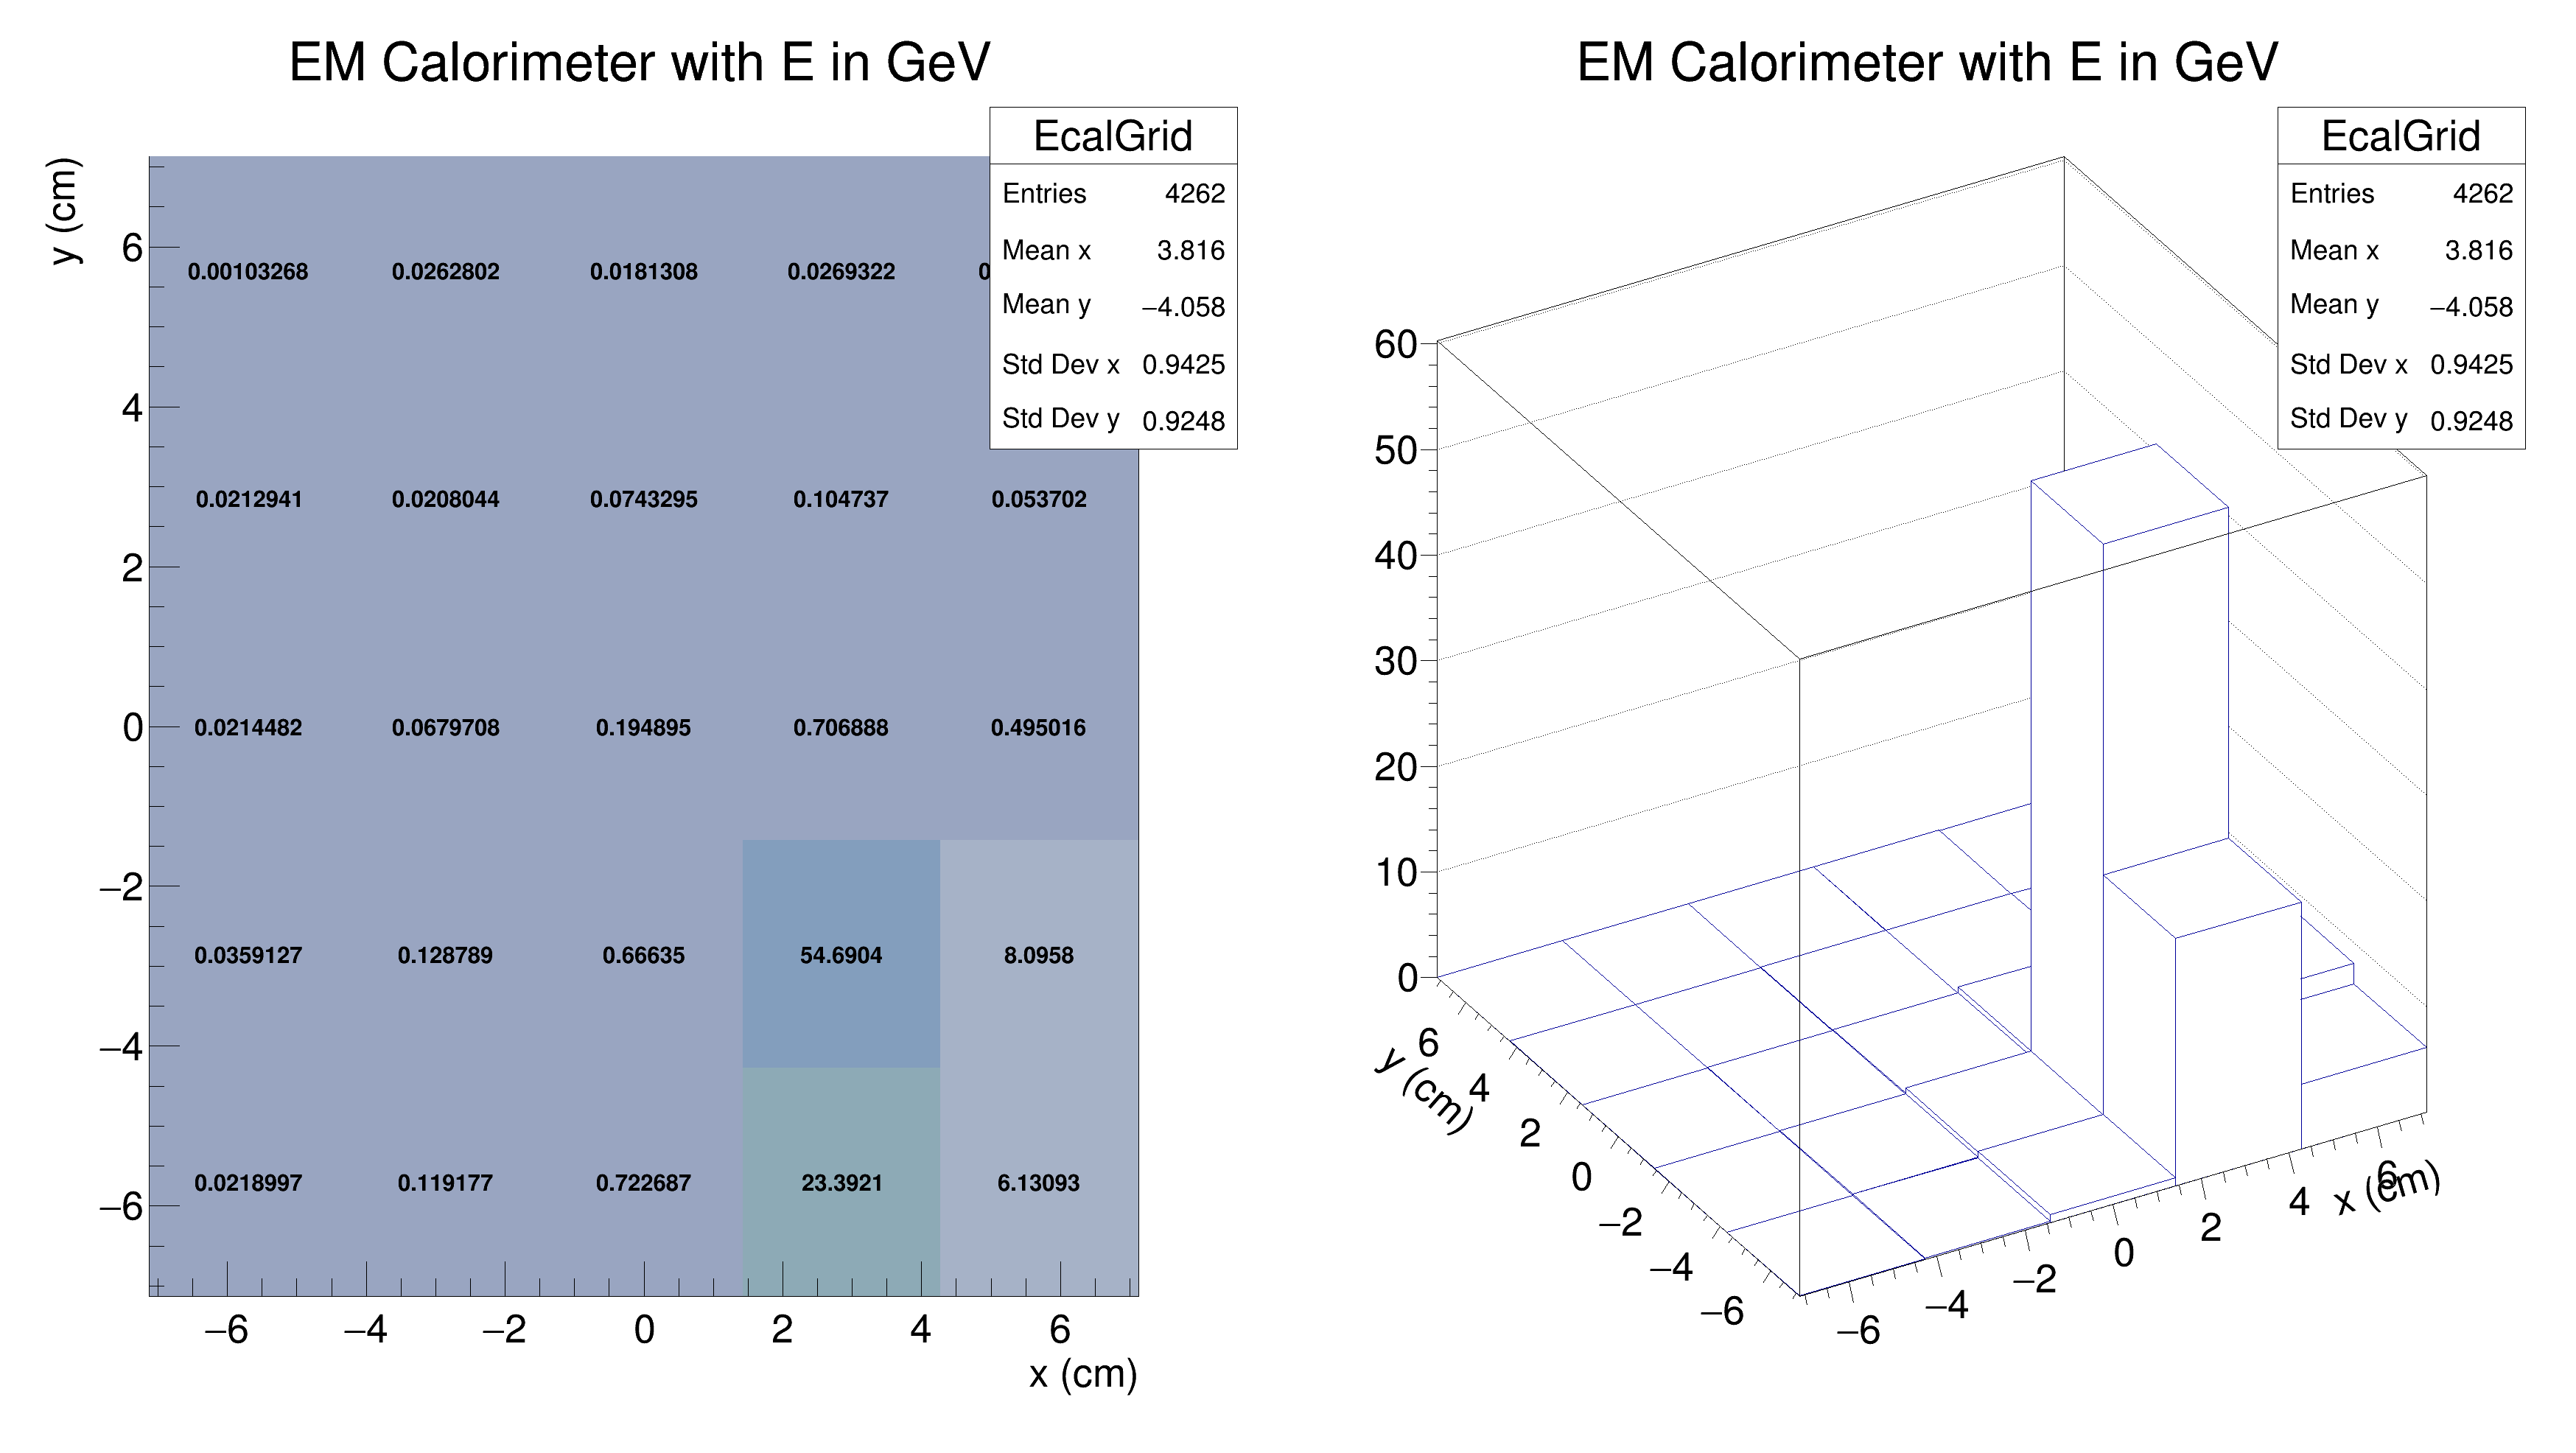 EM Calorimeter with E in GeV
EcalGrid
Entries 4262
Mean x 3.816
Mean y −4.058
Std Dev x 0.9425
Std Dev y 0.9248
y (cm)
6
4
2
0
−2
−4
−6
0.00103268 0.0262802 0.0181308 0.0269322
0.0212941 0.0208044 0.0743295 0.104737 0.053702
0.0214482 0.0679708 0.194895 0.706888 0.495016
0.0359127 0.128789 0.66635 54.6904 8.0958
0.0218997 0.119177 0.722687 23.3921 6.13093
−6 −4 −2 0 2 4 6
x (cm)
EM Calorimeter with E in GeV
EcalGrid
Entries 4262
Mean x 3.816
Mean y −4.058
Std Dev x 0.9425
Std Dev y 0.9248
60
50
40
30
20
10
0
6
4
2
0
−2
−4
−6
y (cm)
−6
−4
−2
0
2
4
6
x (cm)